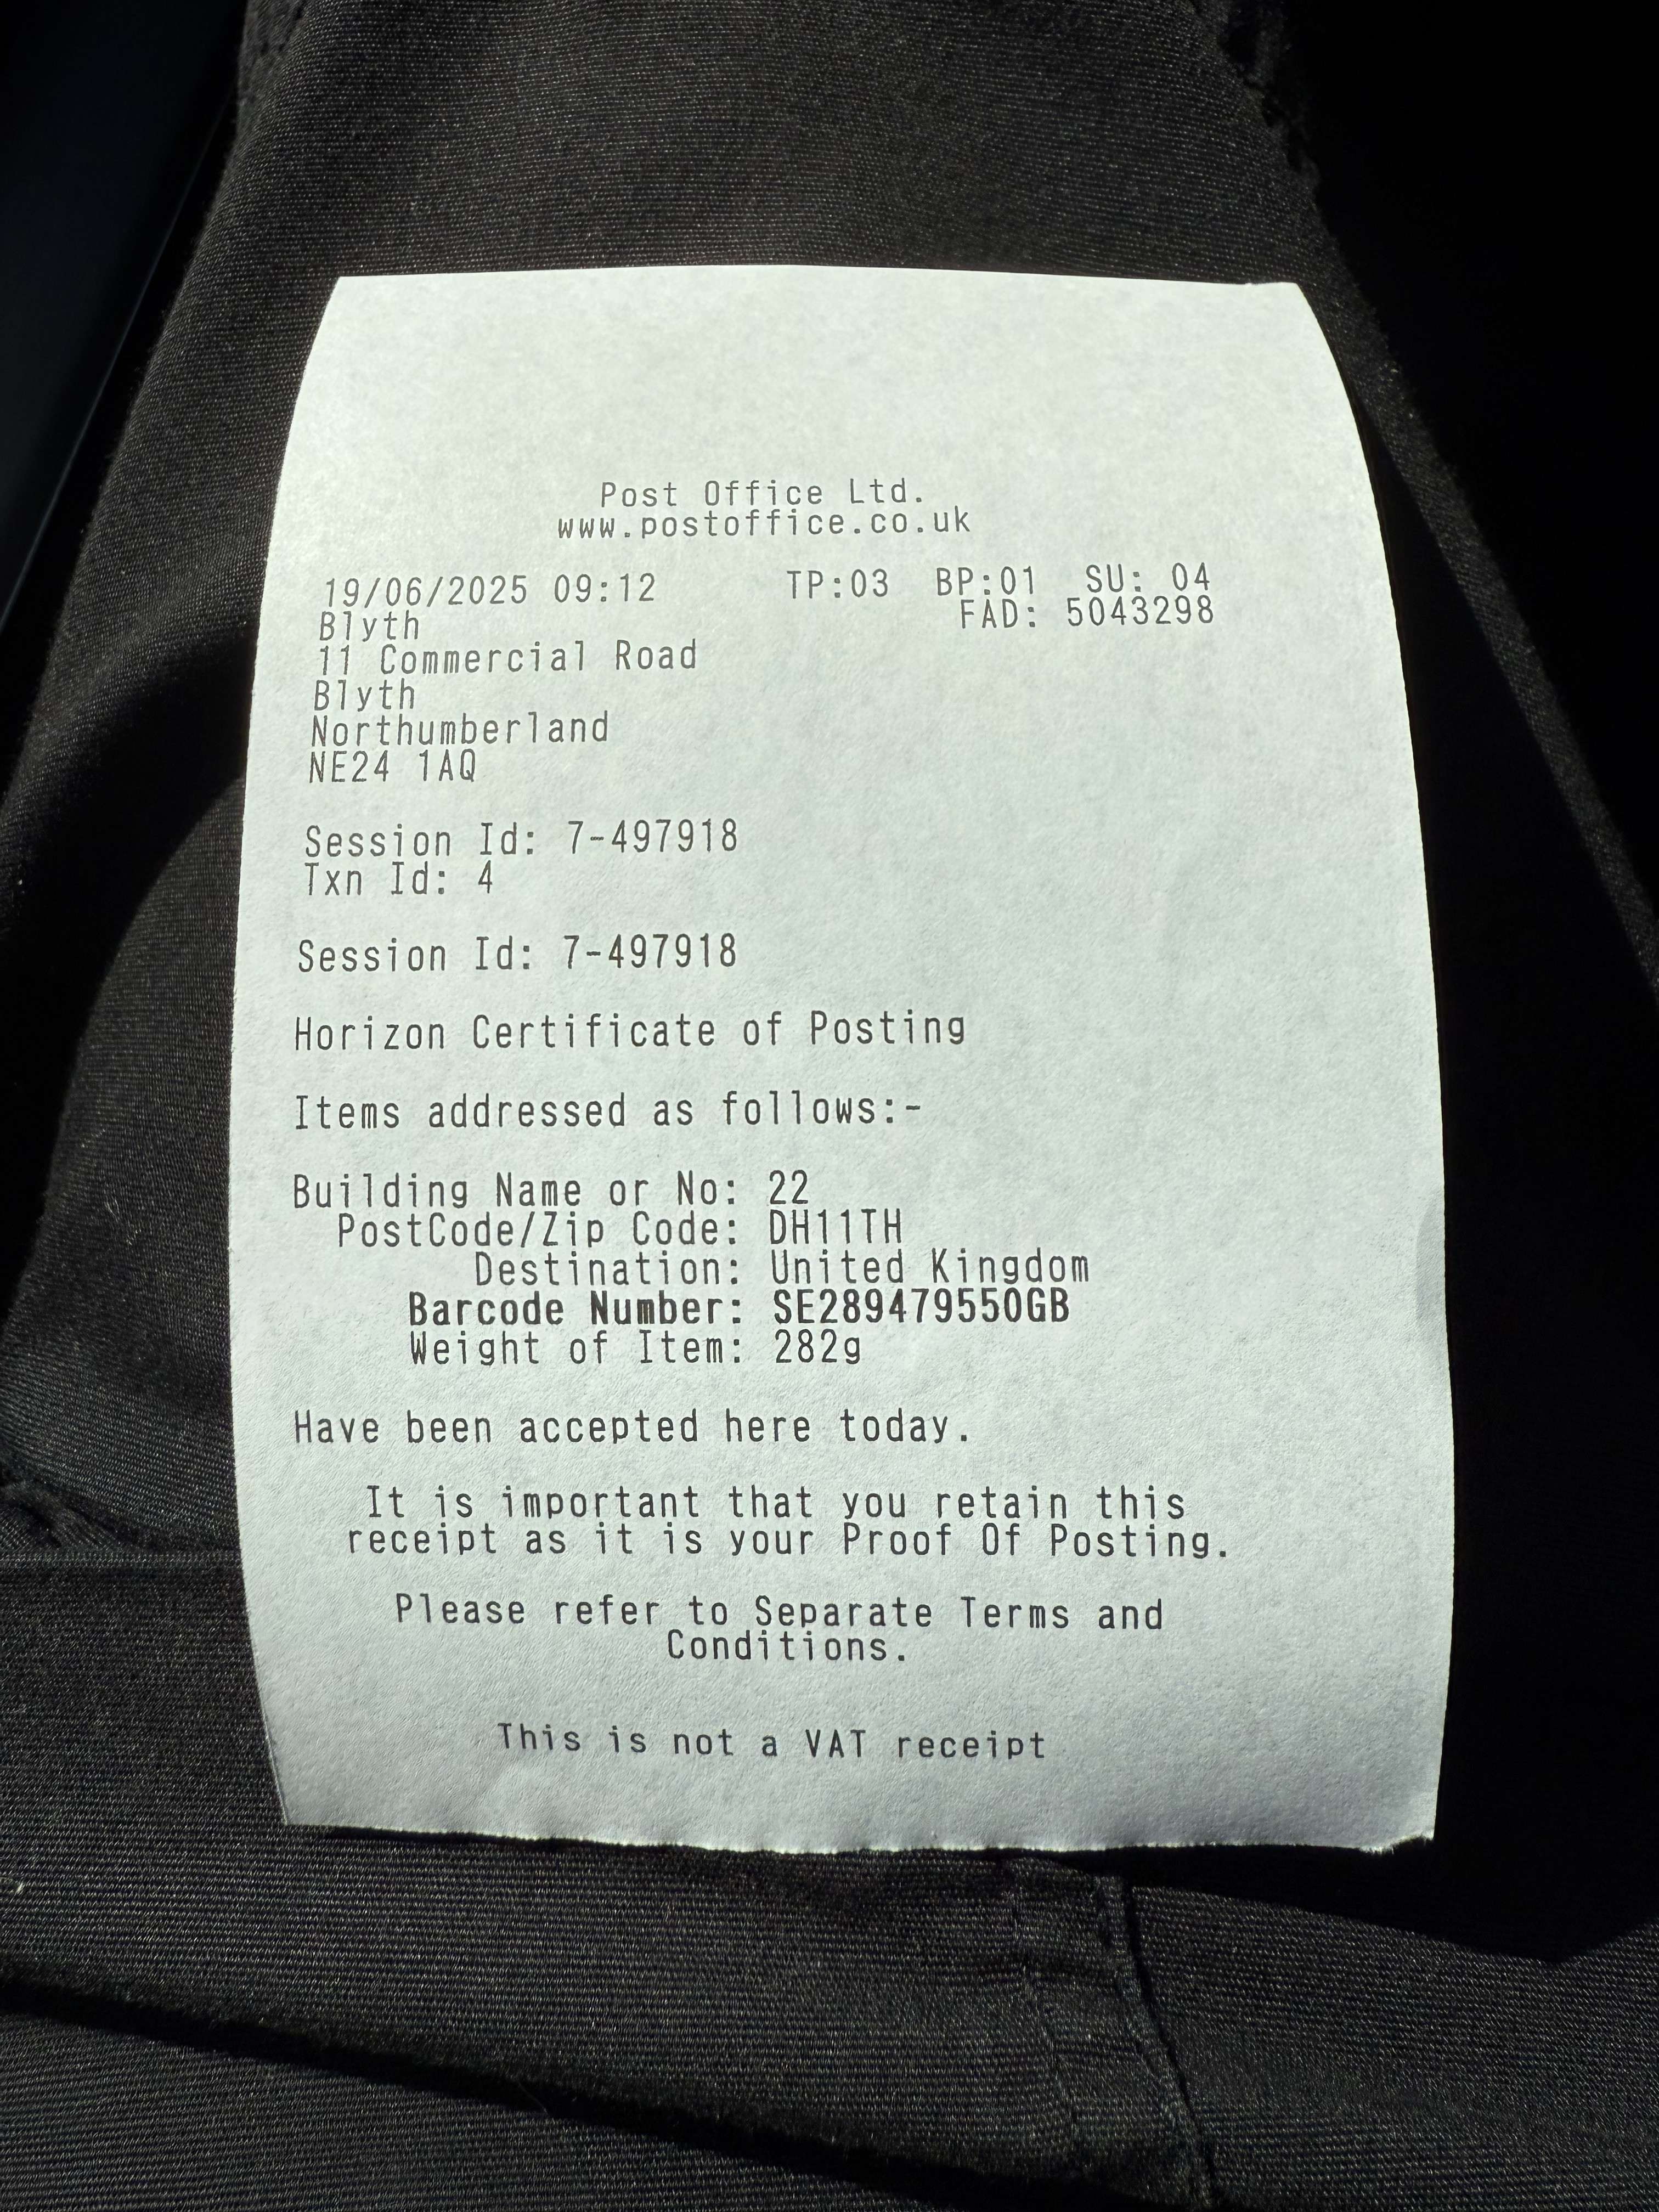 Post Office Ltd.
www.postoffice.co.uk
19/06/2025 09:12 TP:03 BP:01 SU: 04
Blyth FAD: 5043298
11 Commercial Road
Blyth
Northumberland
NE24 1AQ
Session Id: 7-497918
Txn Id: 4
Session Id: 7-497918
Horizon Certificate of Posting
Items addressed as follows:-
Building Name or No: 22
PostCode/Zip Code: DH11TH
Destination: United Kingdom
Barcode Number: SE289479550GB
Weight of Item: 282g
Have been accepted here today.
It is important that you retain this
receipt as it is your Proof Of Posting.
Please refer to Separate Terms and
Conditions.
This is not a VAT receipt